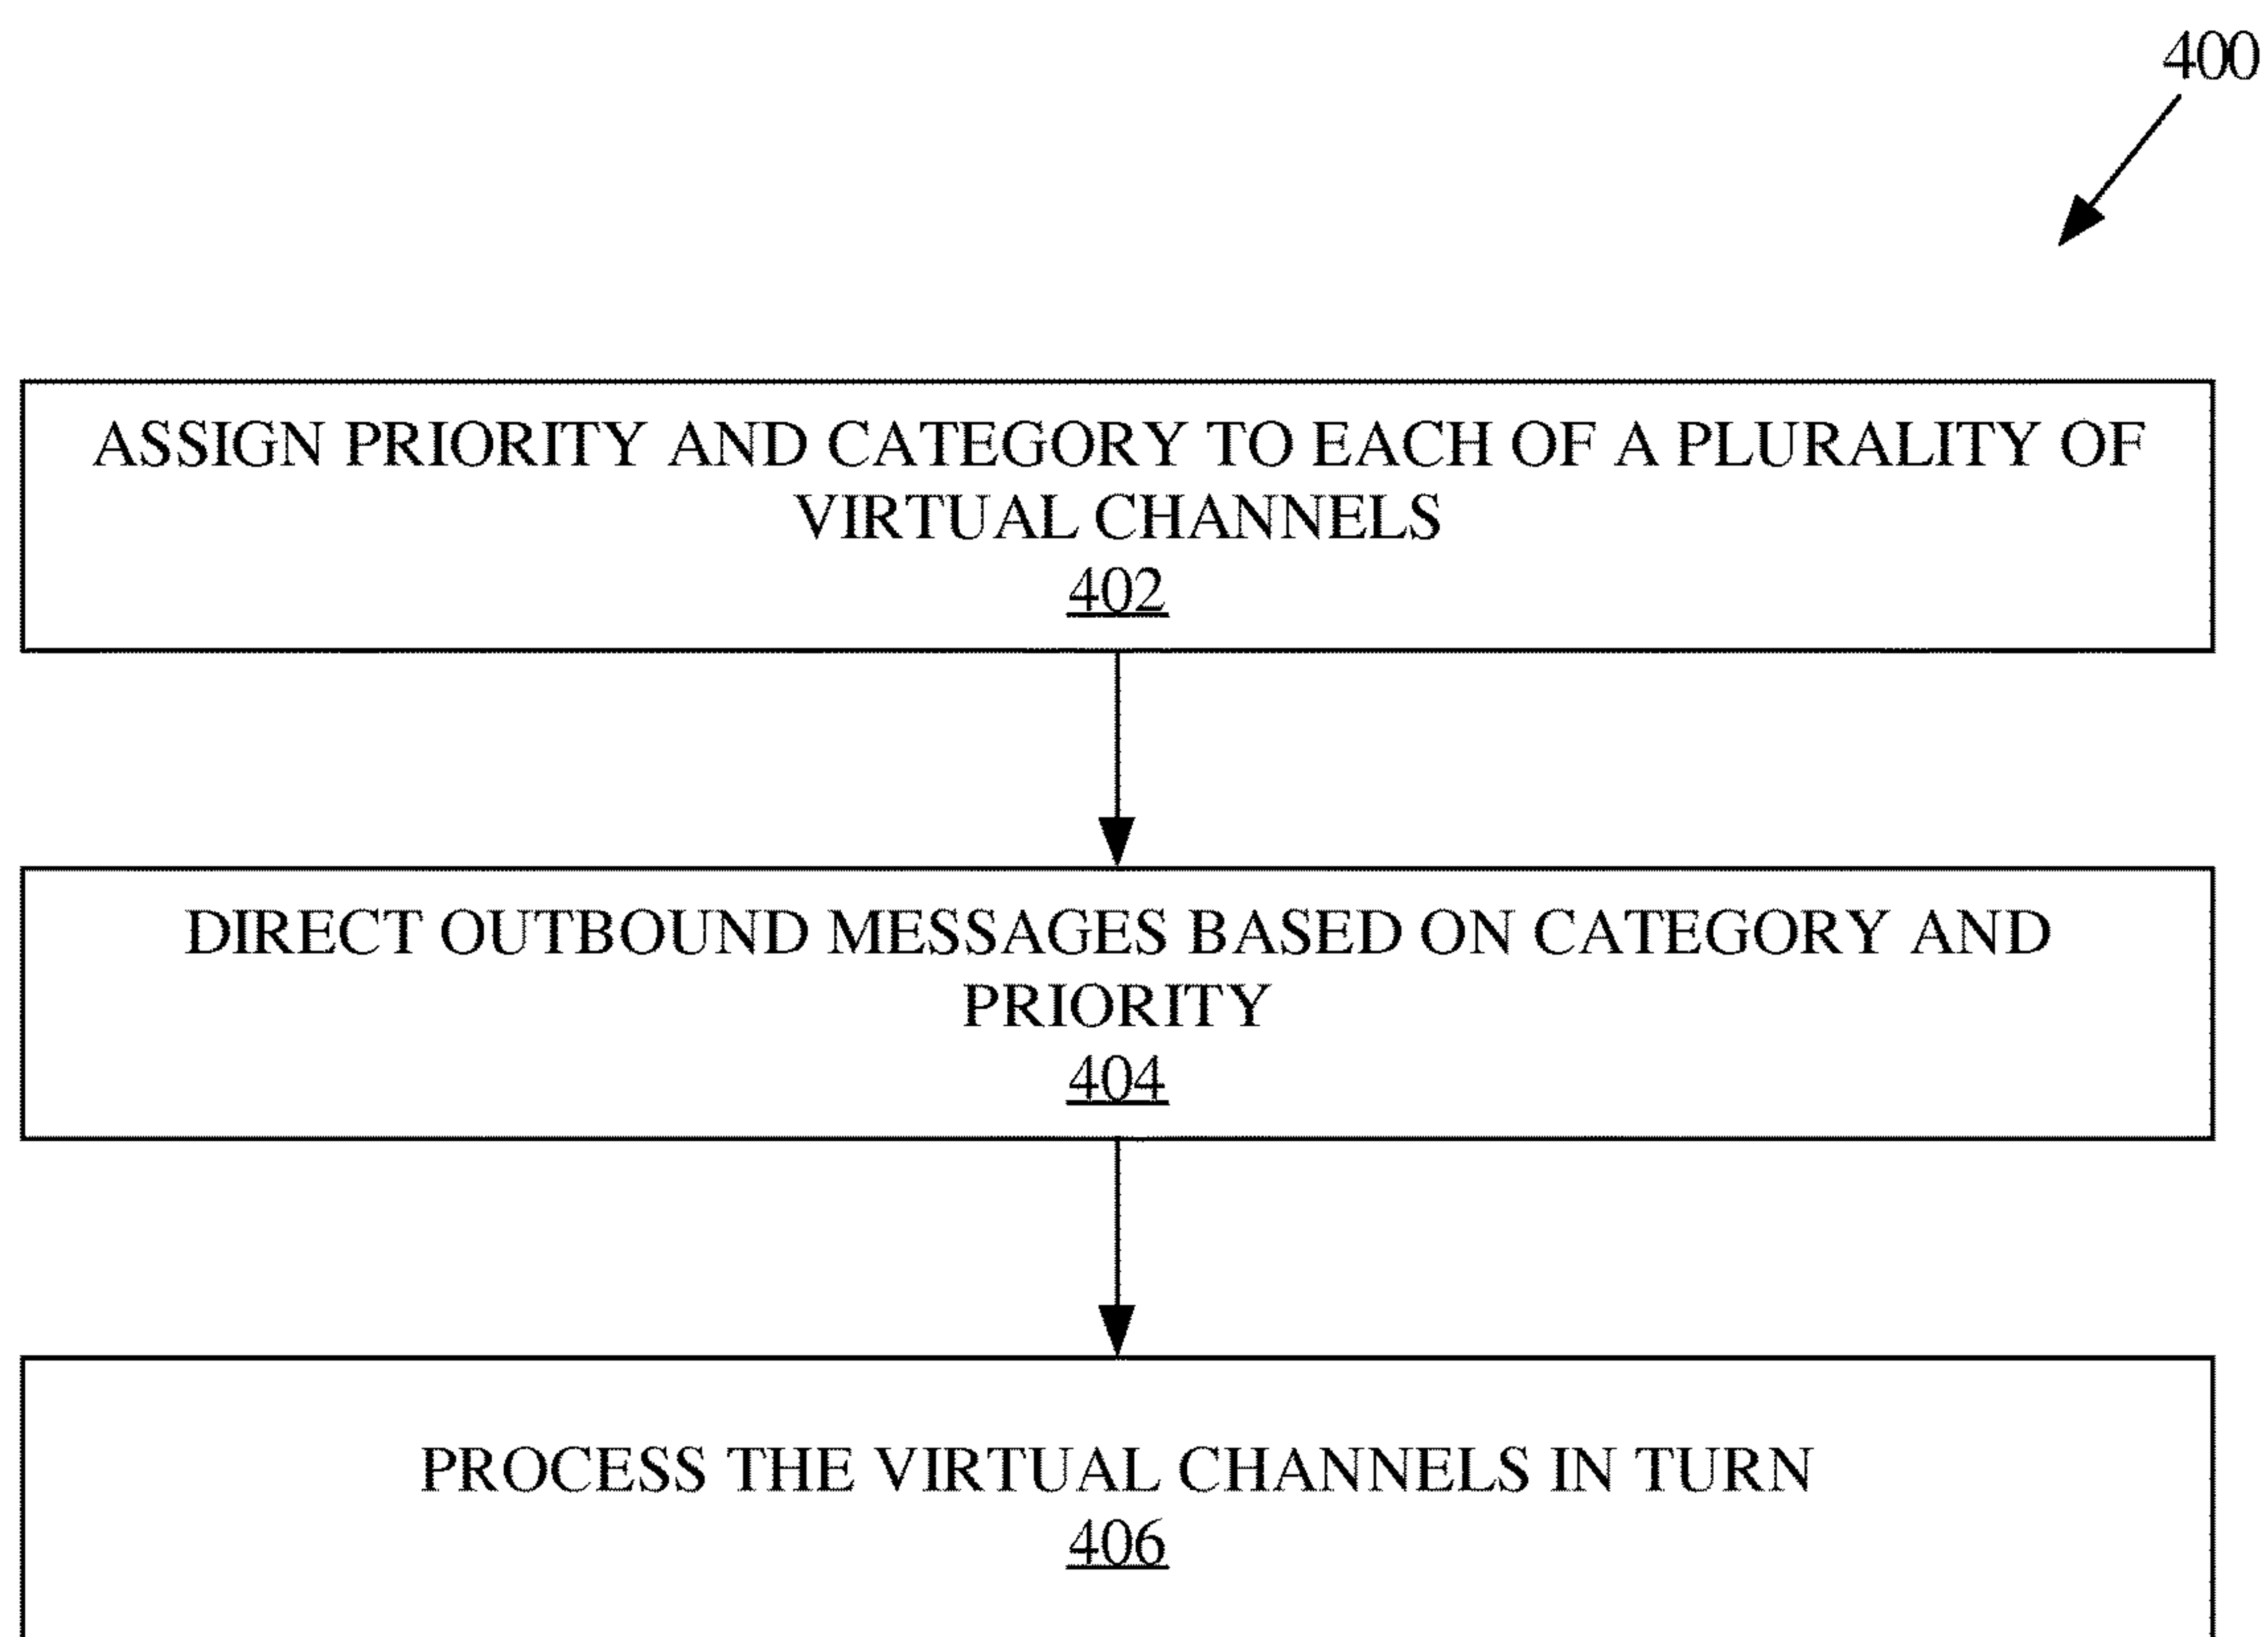 400
ASSIGN PRIORITY AND CATEGORY TO EACH OF A PLURALITY OF
VIRTUAL CHANNELS
402
DIRECT OUTBOUND MESSAGES BASED ON CATEGORY AND
PRIORITY
404
PROCESS THE VIRTUAL CHANNELS IN TURN
406